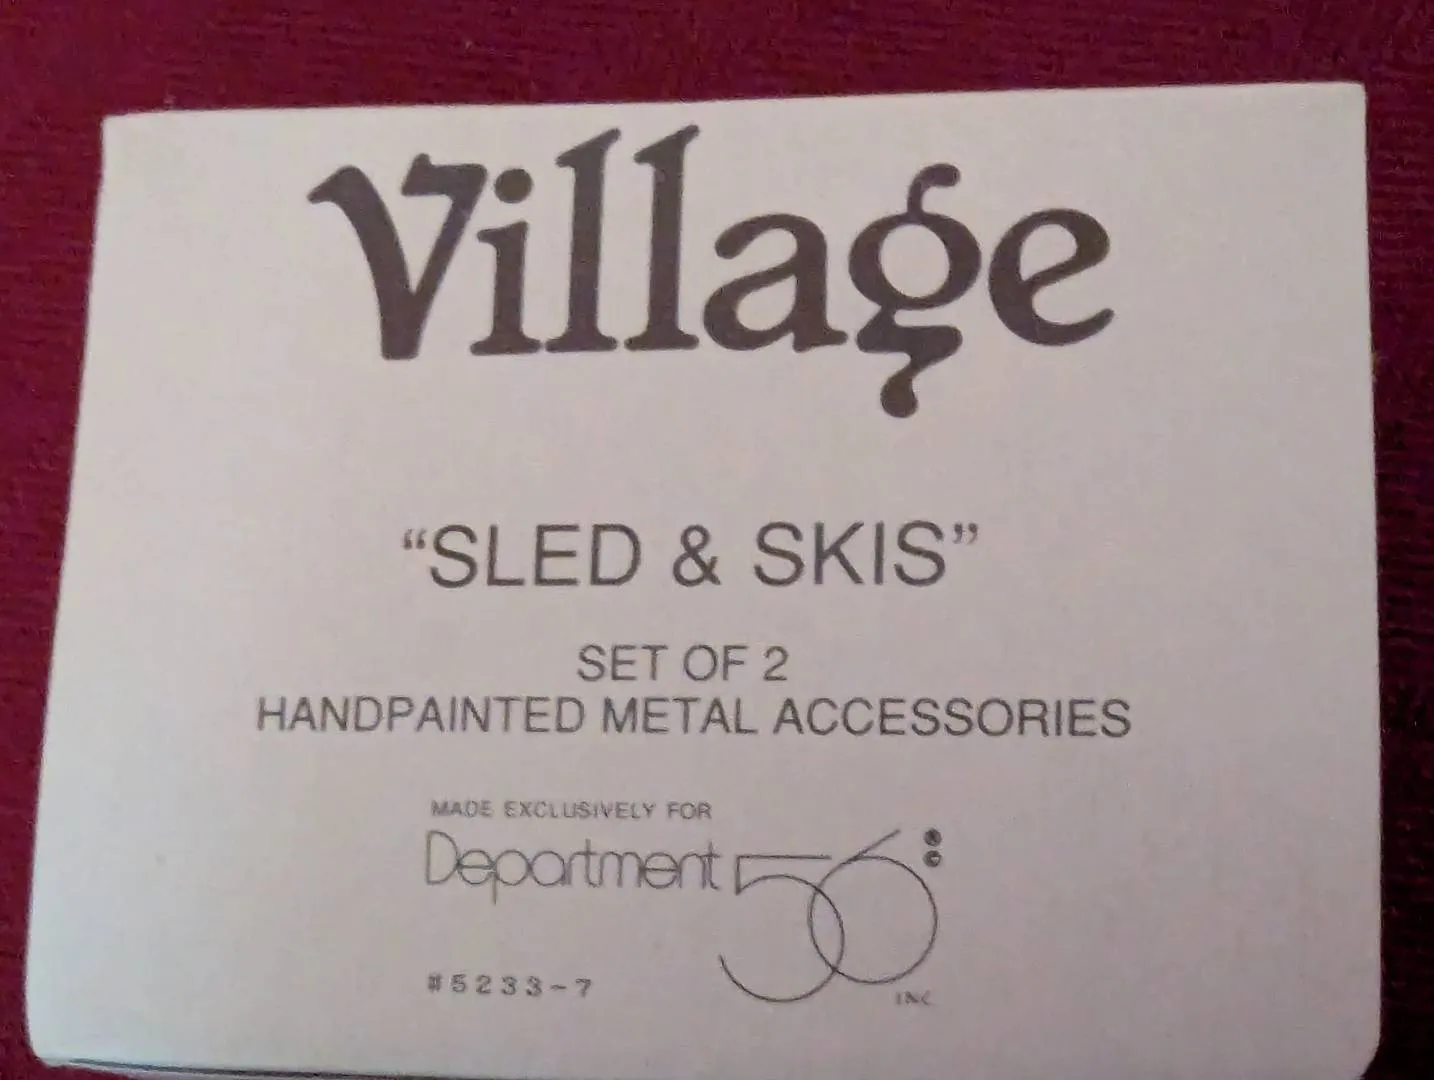 Village
“SLED & SKIS”
SET OF 2
HANDPAINTED METAL ACCESSORIES
MADE EXCLUSIVELY FOR
Department 56 ® ©
INC.
#5233-7